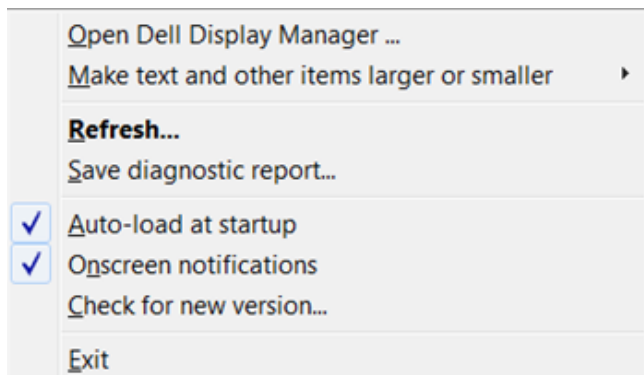 Open Dell Display Manager ...
Make text and other items larger or smaller
Refresh...
Save diagnostic report...
Auto-load at startup
Onscreen notifications
Check for new version...
Exit